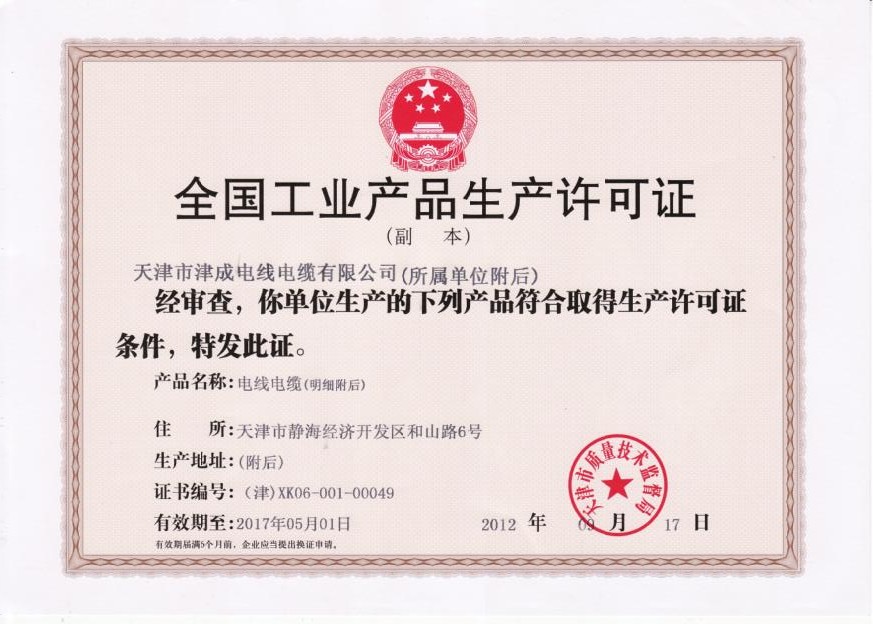 全国工业产品生产许可证
(副 本)
天津市津成电线电缆有限公司(所属单位附后)
经审查，你单位生产的下列产品符合取得生产许可证
条件，特发此证。
产品名称:电线电缆(明细附后)
住 所:天津市静海经济开发区和山路6号
生产地址:(附后)
证书编号:(津)XK06-001-00049
有效期至:2017年05月01日
2012 年 09 月 17 日
有效期届满6个月前，企业应当提出换证申请。
天津市质量技术监督局